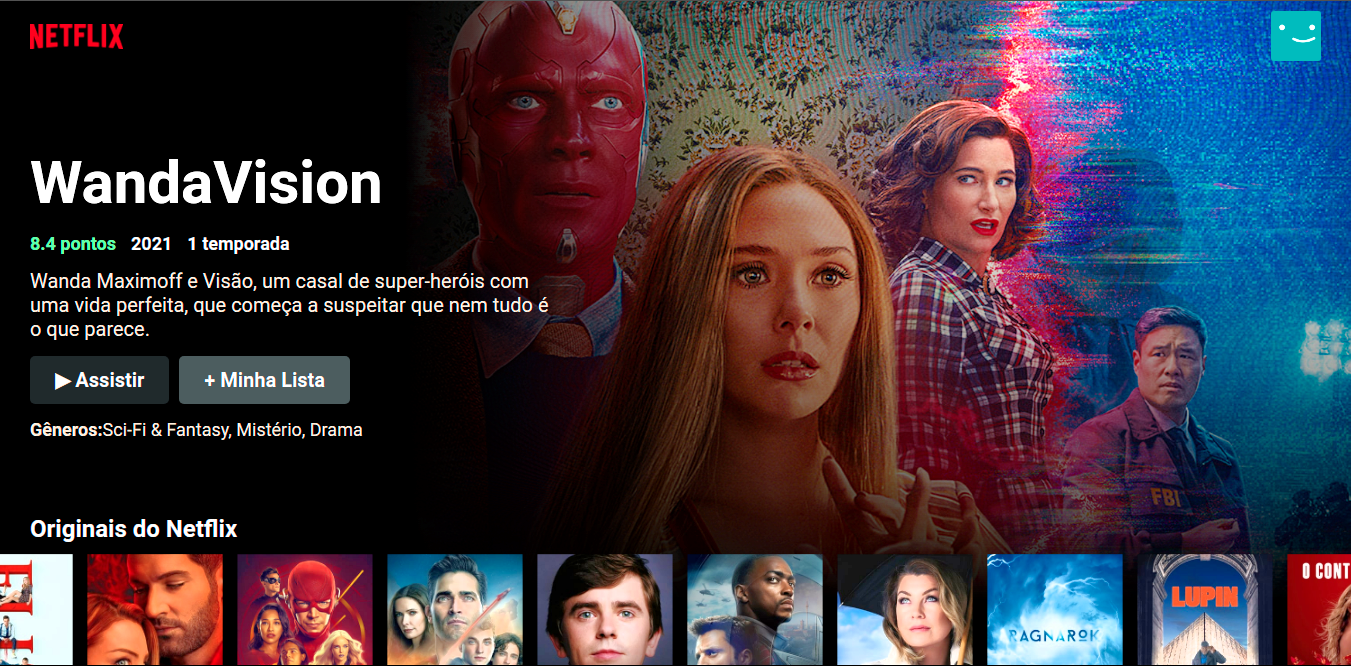 NETFLIX
WandaVision
8.4 pontos 2021 1 temporada
Wanda Maximoff e Visão, um casal de super-heróis com
uma vida perfeita, que começa a suspeitar que nem tudo é
o que parece.
▶ Assistir + Minha Lista
Gêneros:Sci-Fi & Fantasy, Mistério, Drama
FBI
Originais do Netflix
RAGNAROK
LUPIN
O CONT